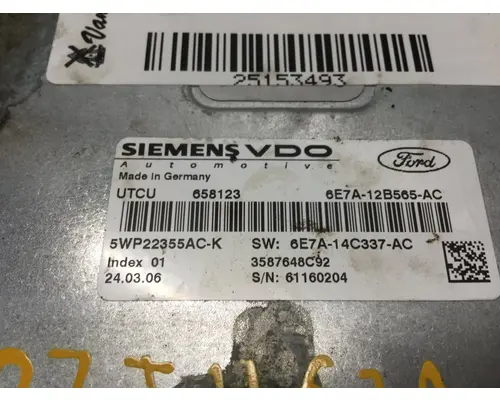 Van
25153493
SIEMENS VDO
Automotive
Ford
Made in Germany
UTCU 658123 6E7A-12B565-AC
5WP22355AC-K SW: 6E7A-14C337-AC
Index 01 3587648C92
24.03.06 S/N: 61160204